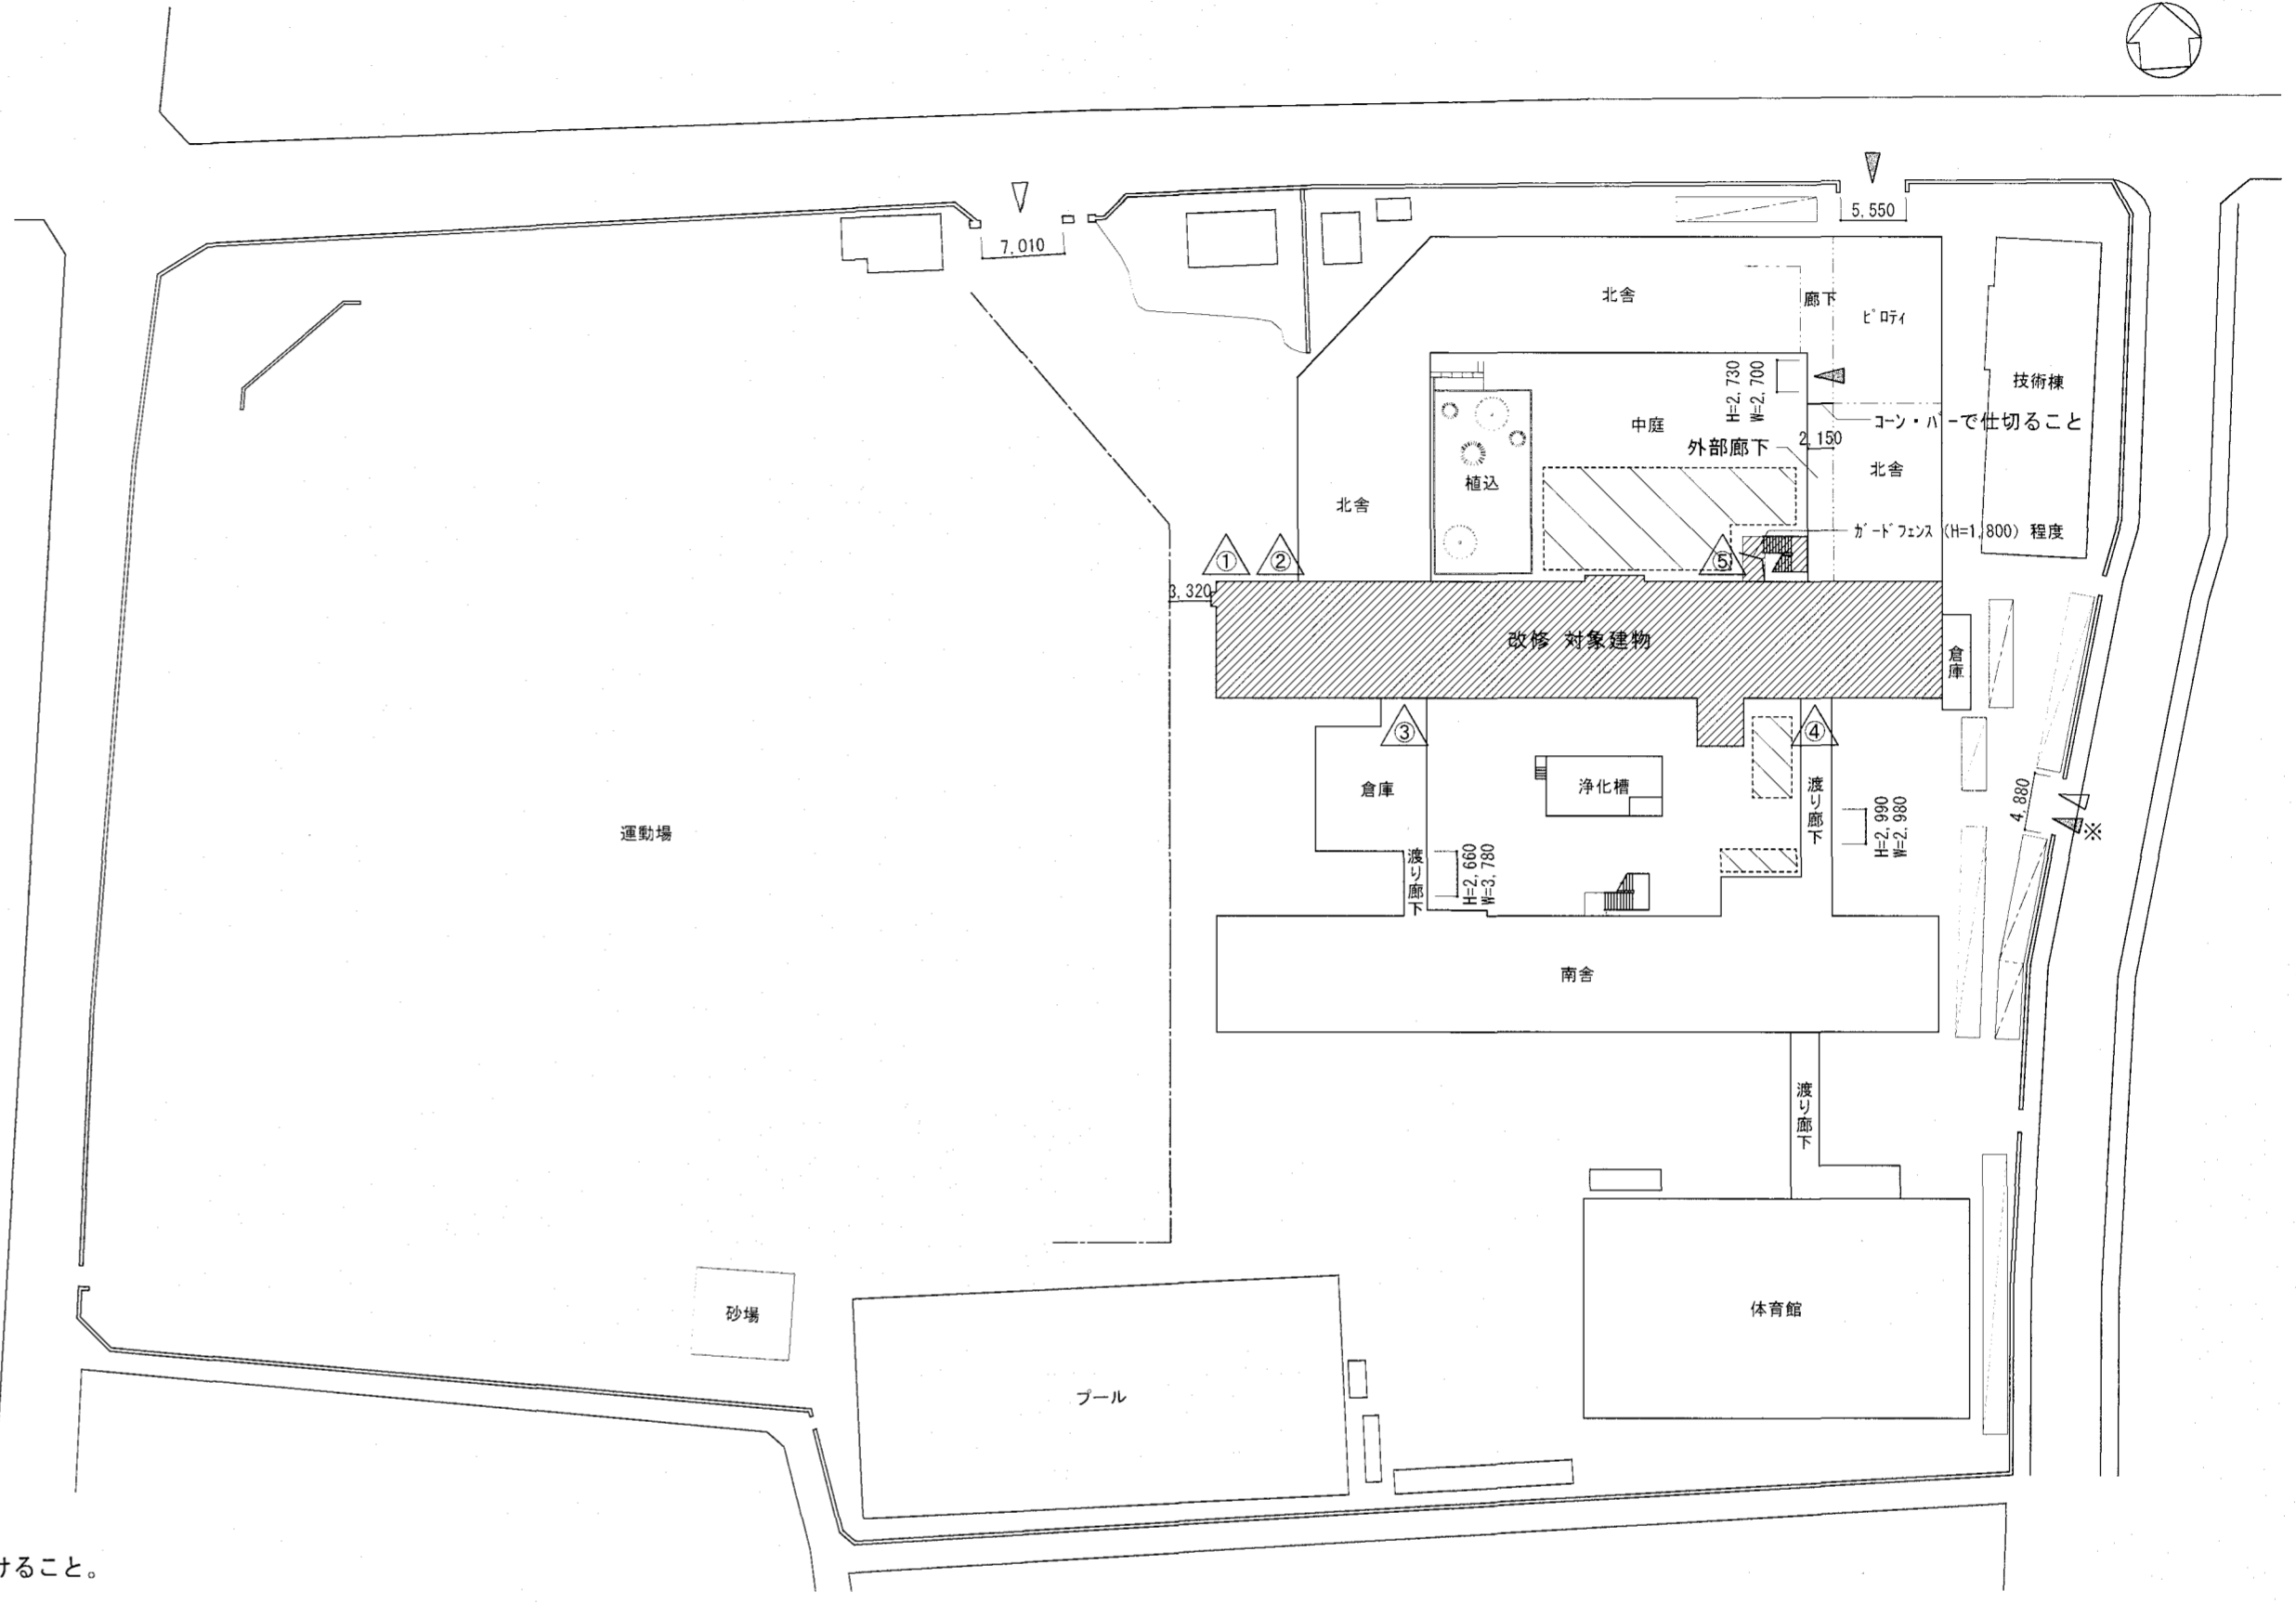 5,550
7,010
北舎
廊下
ﾋﾟﾛﾃｨ
技術棟
H=2,730
W=2,700
中庭
コーン・バーで仕切ること
2,150
外部廊下
北舎
植込
北舎
ｶﾞｰﾄﾞﾌｪﾝｽ (H=1,800) 程度
①
②
⑤
3,320
改修 対象建物
倉庫
③
④
倉庫
浄化槽
渡り廊下
H=2,990
W=2,980
4,880
※
運動場
渡り廊下
H=2,660
W=3,780
南舎
渡り廊下
砂場
体育館
プール
けること。